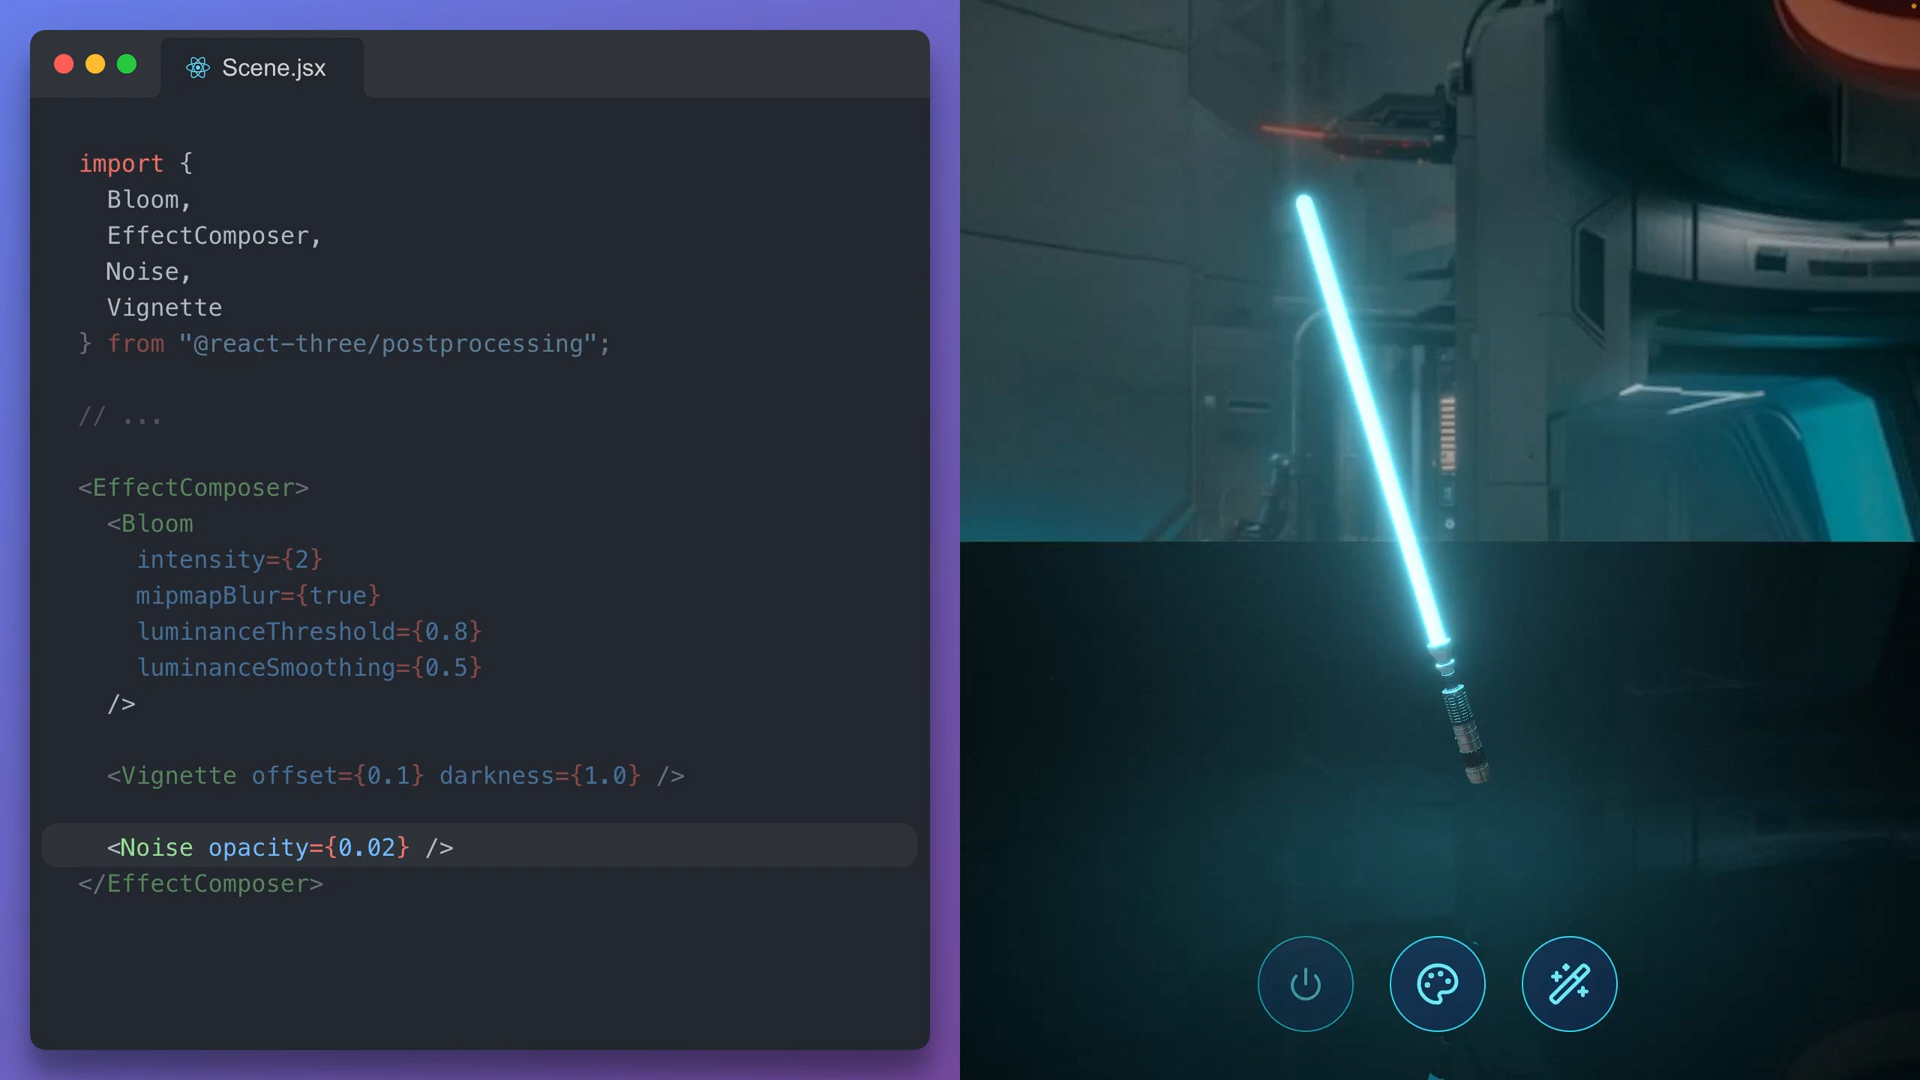 Scene.jsx
import {
Bloom,
EffectComposer,
Noise,
Vignette
} from "@react-three/postprocessing";
// ...
<EffectComposer>
<Bloom
intensity={2}
mipmapBlur={true}
luminanceThreshold={0.8}
luminanceSmoothing={0.5}
/>
<Vignette offset={0.1} darkness={1.0} />
<Noise opacity={0.02} />
</EffectComposer>